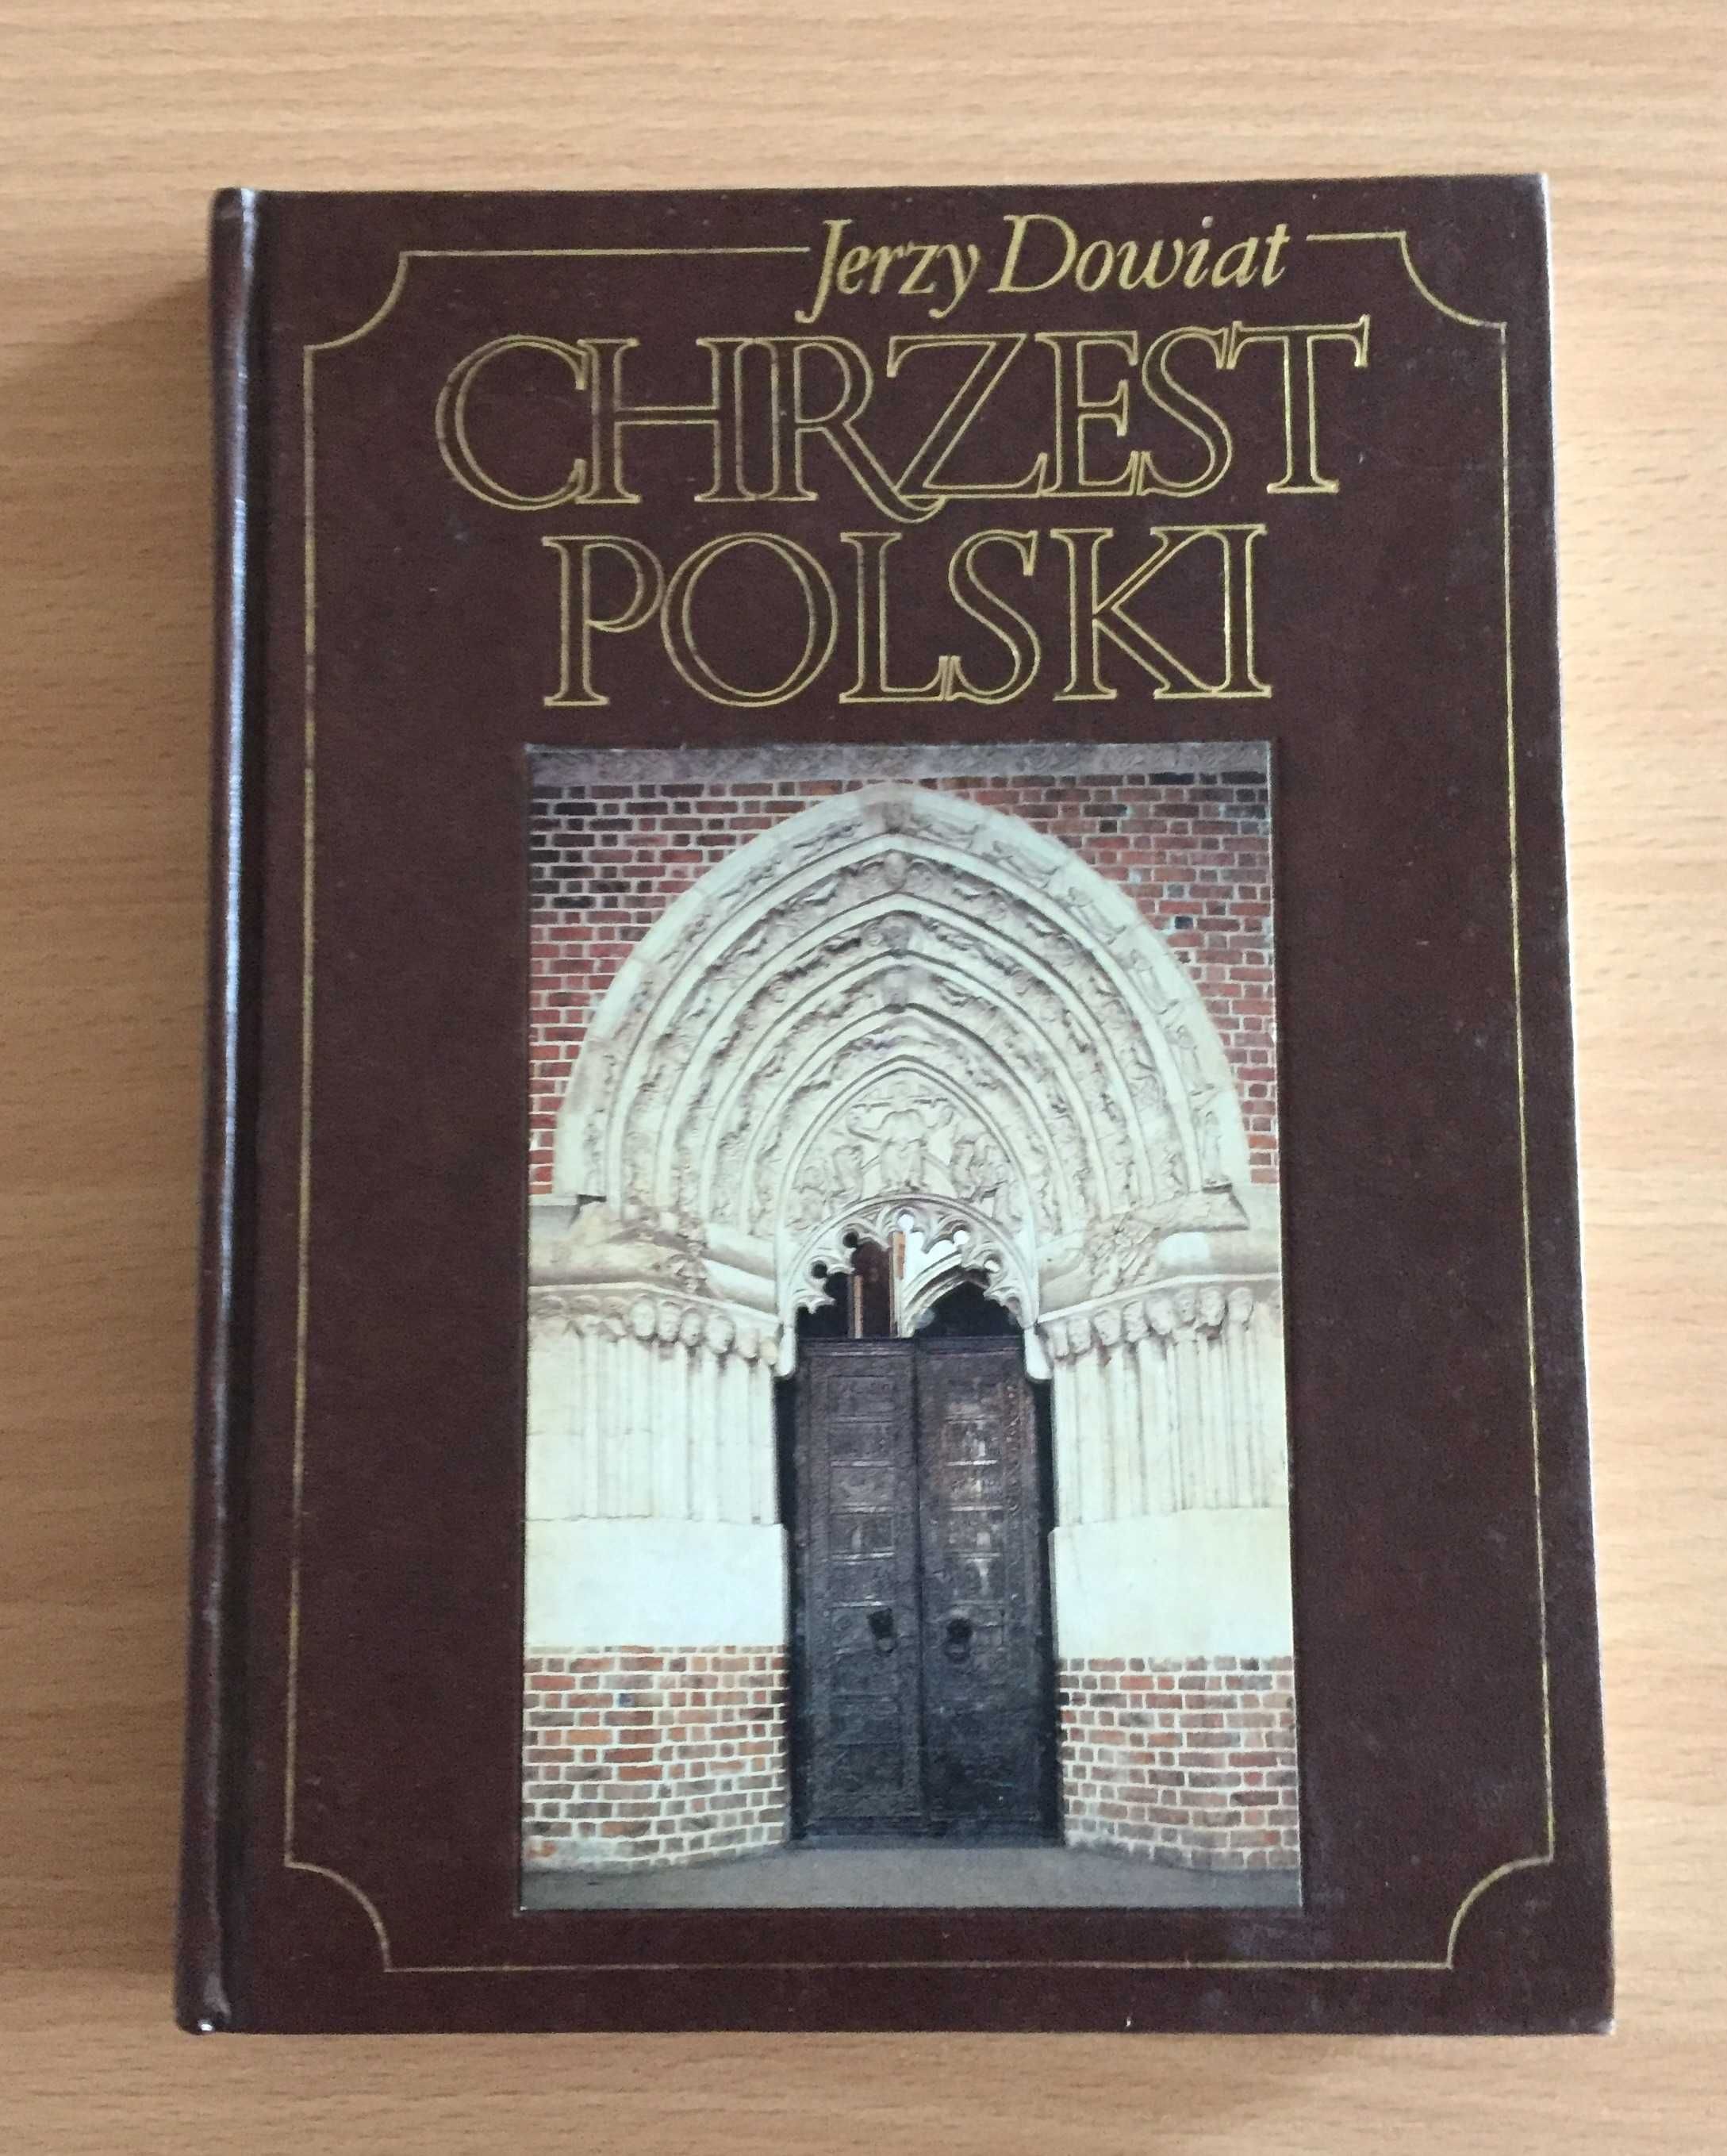 Jerzy Dowiat
CHRZEST
POLSKI